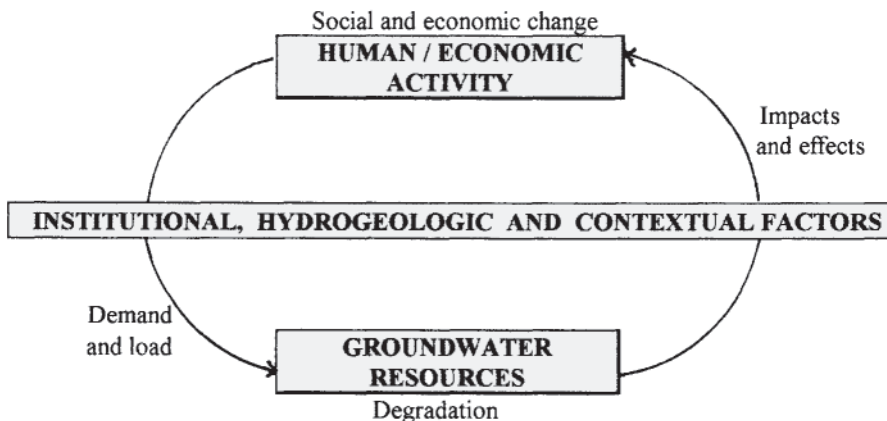 Social and economic change
HUMAN / ECONOMIC
ACTIVITY
Impacts
and effects
INSTITUTIONAL, HYDROGEOLOGIC AND CONTEXTUAL FACTORS
Demand
and load
GROUNDWATER
RESOURCES
Degradation